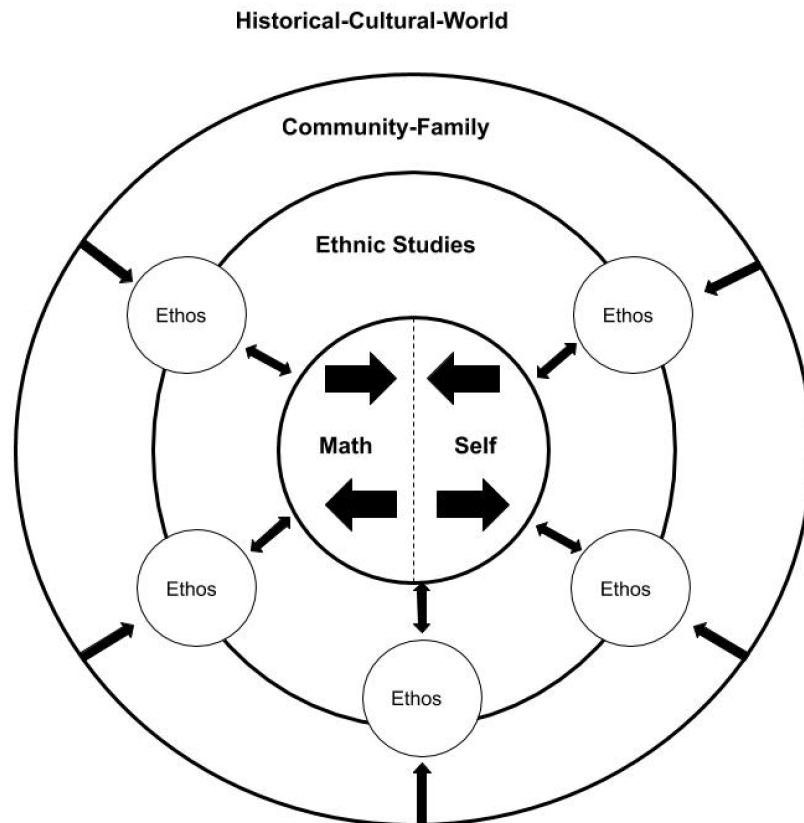 Historical-Cultural-World
Community-Family
Ethnic Studies
Ethos
Ethos
Math
Self
Ethos
Ethos
Ethos